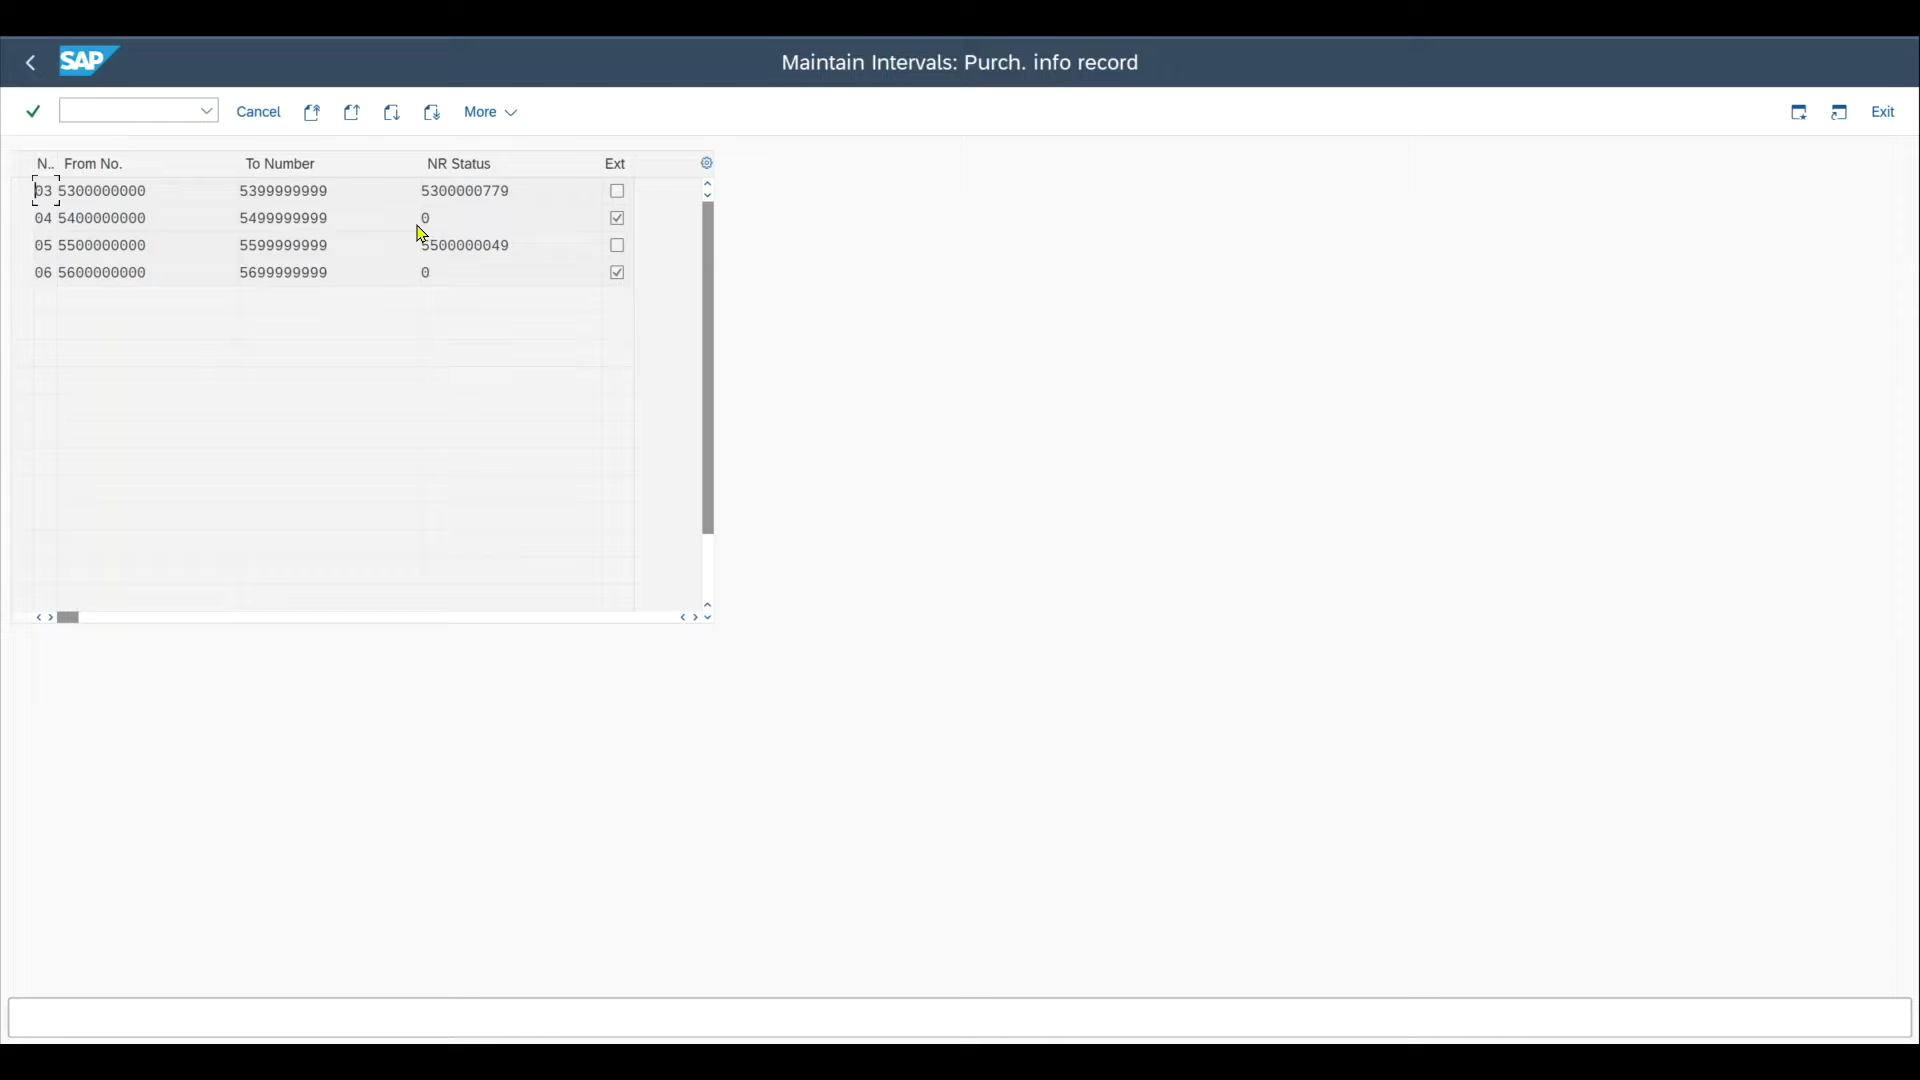 SAP Maintain Intervals: Purch. info record
Cancel More Exit
N.. From No. To Number NR Status Ext
03 5300000000 5399999999 5300000779
04 5400000000 5499999999 0
05 5500000000 5599999999 5500000049
06 5600000000 5699999999 0